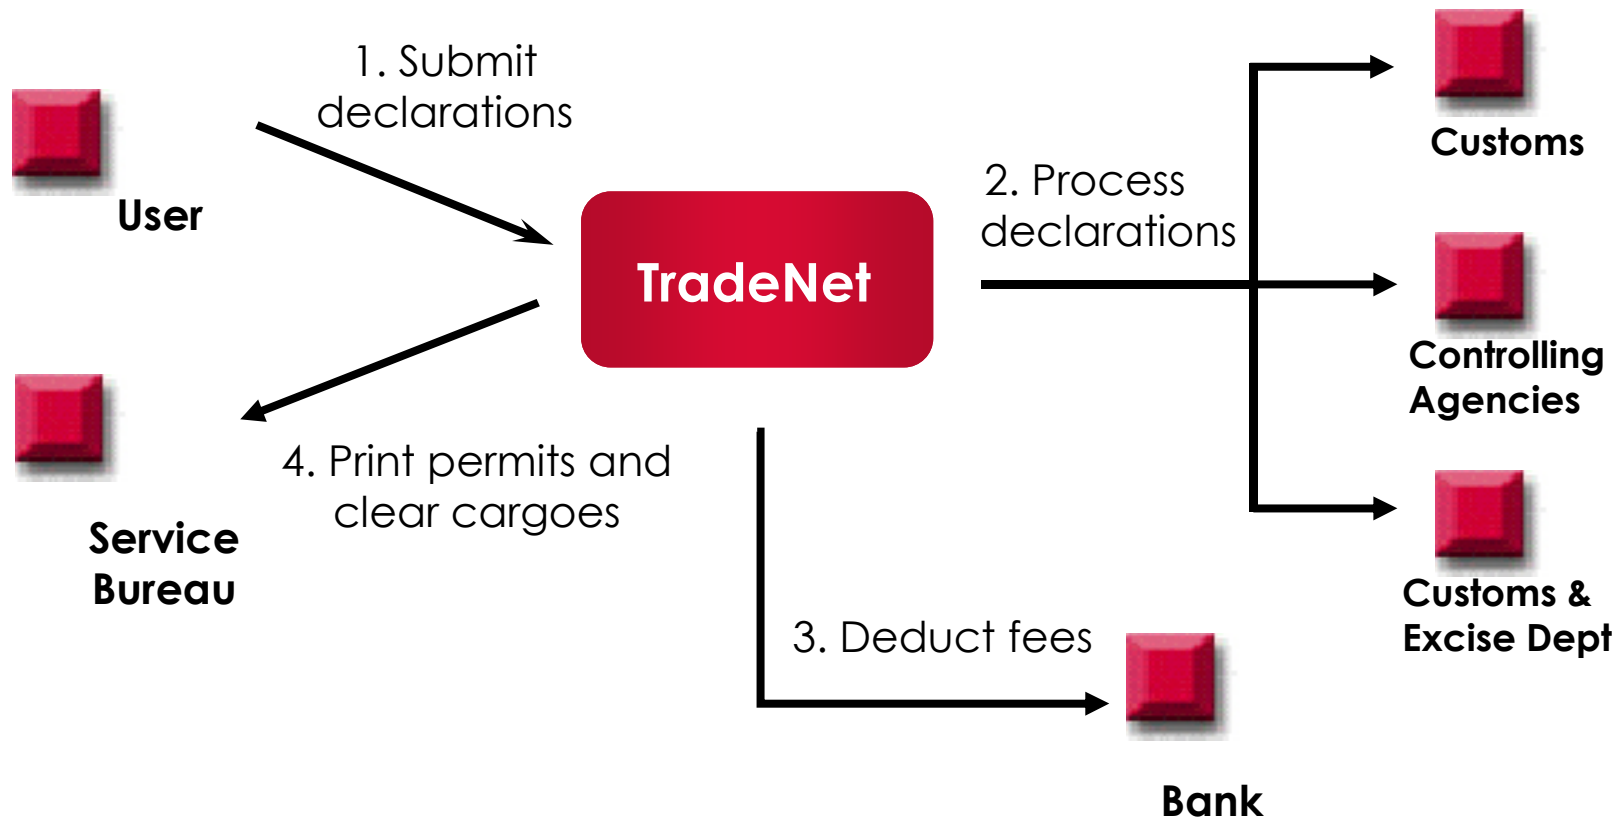 1. Submit
declarations
User
TradeNet
2. Process
declarations
Customs
Controlling
Agencies
Customs &
Excise Dept
4. Print permits and
clear cargoes
Service
Bureau
3. Deduct fees
Bank